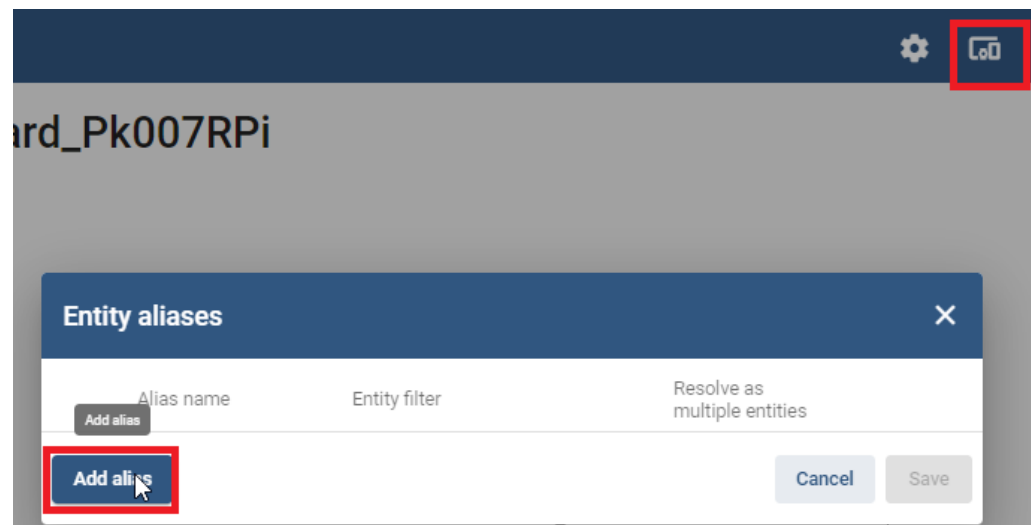 ard_Pk007RPi
Entity aliases
Alias name Entity filter Resolve as
multiple entities
Add alias
Add alias Cancel Save